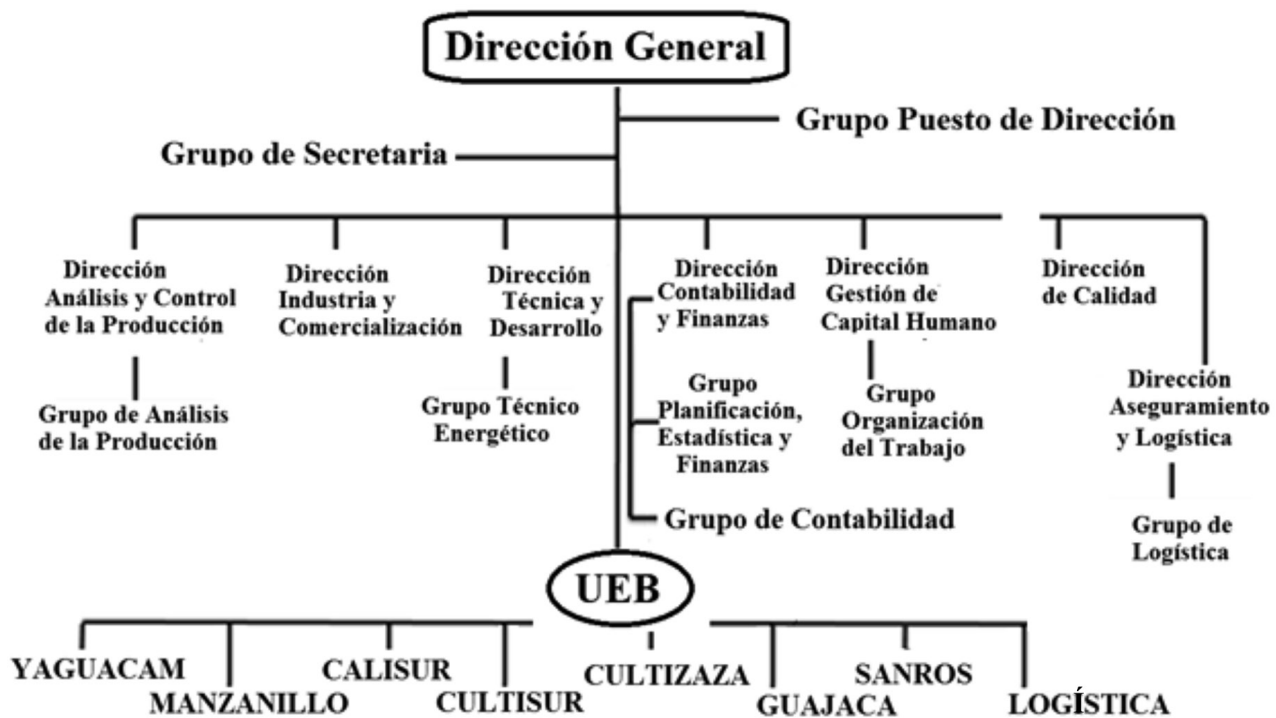 Dirección General
Grupo Puesto de Dirección
Grupo de Secretaria
Dirección
Análisis y Control
de la Producción
Dirección
Industria y
Comercialización
Dirección
Técnica y
Desarrollo
Dirección
Contabilidad
y Finanzas
Dirección
Gestión de
Capital Humano
Dirección
de Calidad
Dirección
Aseguramiento
y Logística
Grupo de Análisis
de la Producción
Grupo Técnico
Energético
Grupo
Planificación,
Estadística y
Finanzas
Grupo
Organización
del Trabajo
Grupo de Contabilidad
Grupo de
Logística
UEB
YAGUACAM
MANZANILLO
CALISUR
CULTISUR
CULTIZAZA
GUAJACA
SANROS
LOGÍSTICA